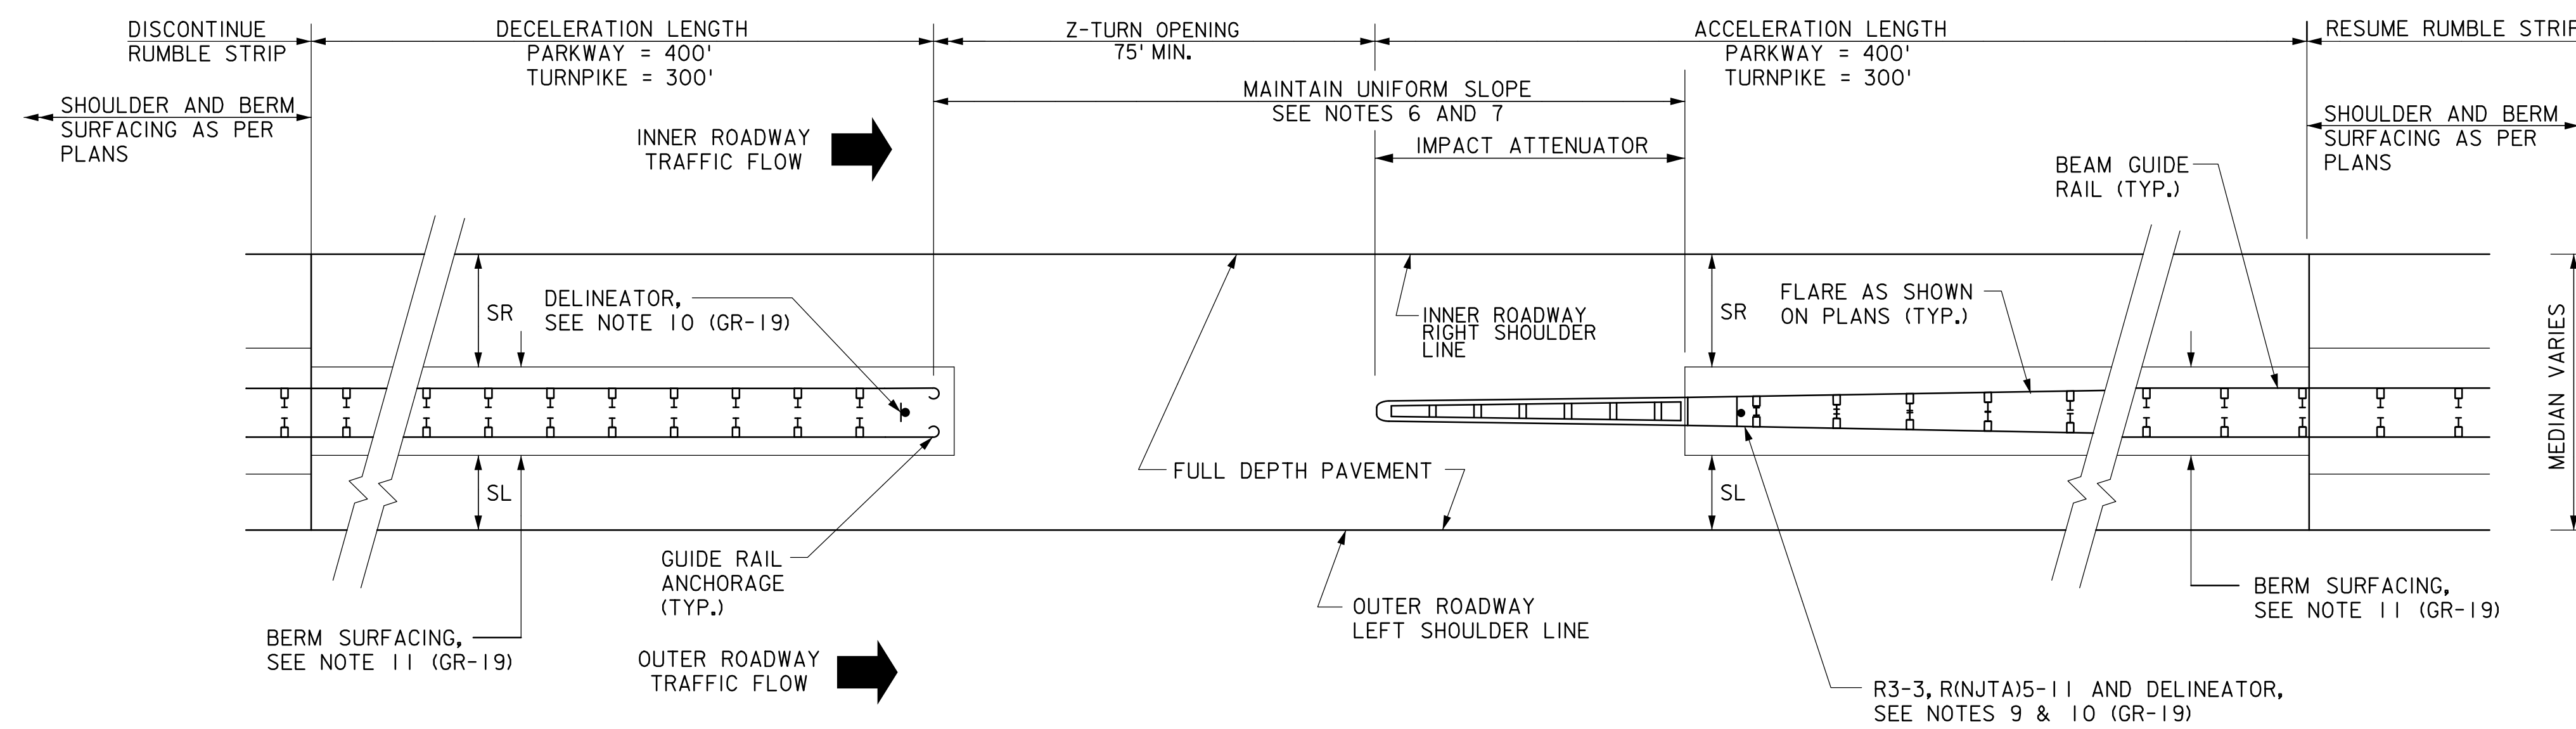 DISCONTINUE
RUMBLE STRIP
DECELERATION LENGTH
PARKWAY = 400'
TURNPIKE = 300'
Z-TURN OPENING
75' MIN.
ACCELERATION LENGTH
PARKWAY = 400'
TURNPIKE = 300'
RESUME RUMBLE STRIP
SHOULDER AND BERM
SURFACING AS PER
PLANS
MAINTAIN UNIFORM SLOPE
SEE NOTES 6 AND 7
SHOULDER AND BERM
SURFACING AS PER
PLANS
INNER ROADWAY
TRAFFIC FLOW
IMPACT ATTENUATOR
BEAM GUIDE
RAIL (TYP.)
SR
DELINEATOR,
SEE NOTE 10 (GR-19)
INNER ROADWAY
RIGHT SHOULDER
LINE
SR
FLARE AS SHOWN
ON PLANS (TYP.)
MEDIAN VARIES
SL
FULL DEPTH PAVEMENT
SL
GUIDE RAIL
ANCHORAGE
(TYP.)
OUTER ROADWAY
LEFT SHOULDER LINE
BERM SURFACING,
SEE NOTE 11 (GR-19)
BERM SURFACING,
SEE NOTE 11 (GR-19)
OUTER ROADWAY
TRAFFIC FLOW
R3-3, R(NJTA)5-11 AND DELINEATOR,
SEE NOTES 9 & 10 (GR-19)